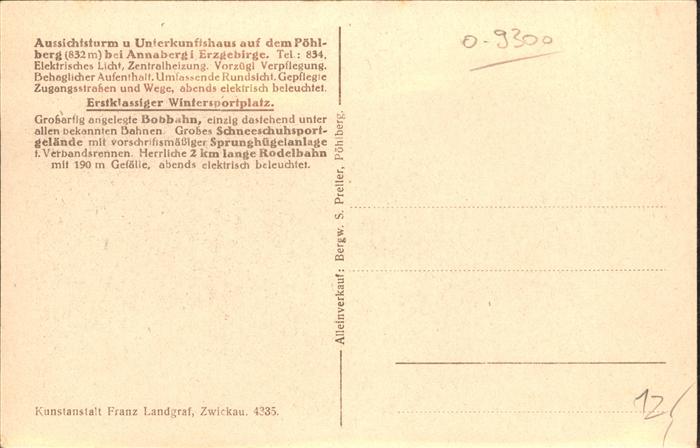 Aussichtsturm u Unterkunftshaus auf dem Pöhl-
berg (832 m) bei Annaberg i Erzgebirge. Tel.: 834,
Elektrisches Licht, Zentralheizung. Vorzügl Verpflegung.
Behaglicher Aufenthalt. Umfassende Rundsicht. Gepflegte
Zugangsstraßen und Wege, abends elektrisch beleuchtet.
Erstklassiger Wintersportplatz.
Großartig angelegte Bobbahn, einzig dastehend unter
allen bekannten Bahnen. Großes Schneeschuhsport-
gelände mit vorschriftsmäßiger Sprunghügelanlage
f. Verbandsrennen. Herrliche 2 km lange Rodelbahn
mit 190 m Gefälle, abends elektrisch beleuchtet.
Kunstanstalt Franz Landgraf, Zwickau. 4335.
Alleinverkauf: Bergw. S. Preller, Pöhlberg.
0-9300
12,